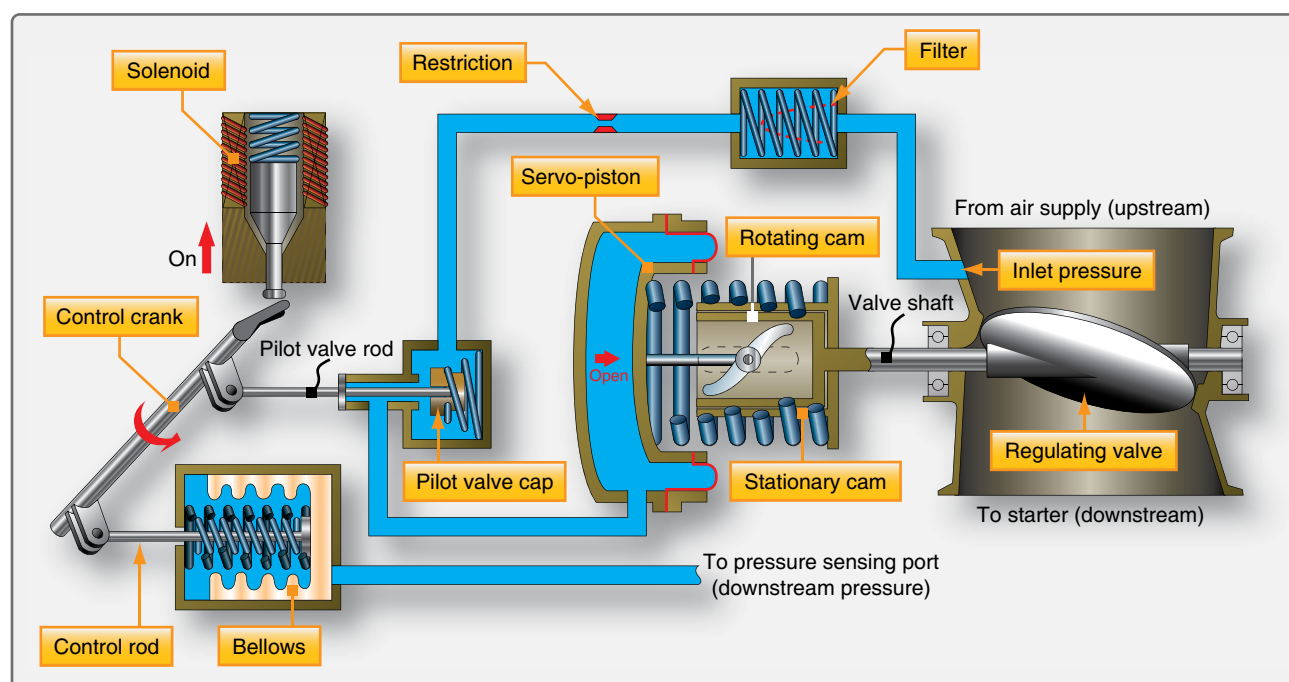 Solenoid
Restriction
Filter
Servo-piston
From air supply (upstream)
Rotating cam
On
Inlet pressure
Control crank
Valve shaft
Pilot valve rod
Open
Regulating valve
Pilot valve cap
Stationary cam
To starter (downstream)
To pressure sensing port
(downstream pressure)
Control rod
Bellows